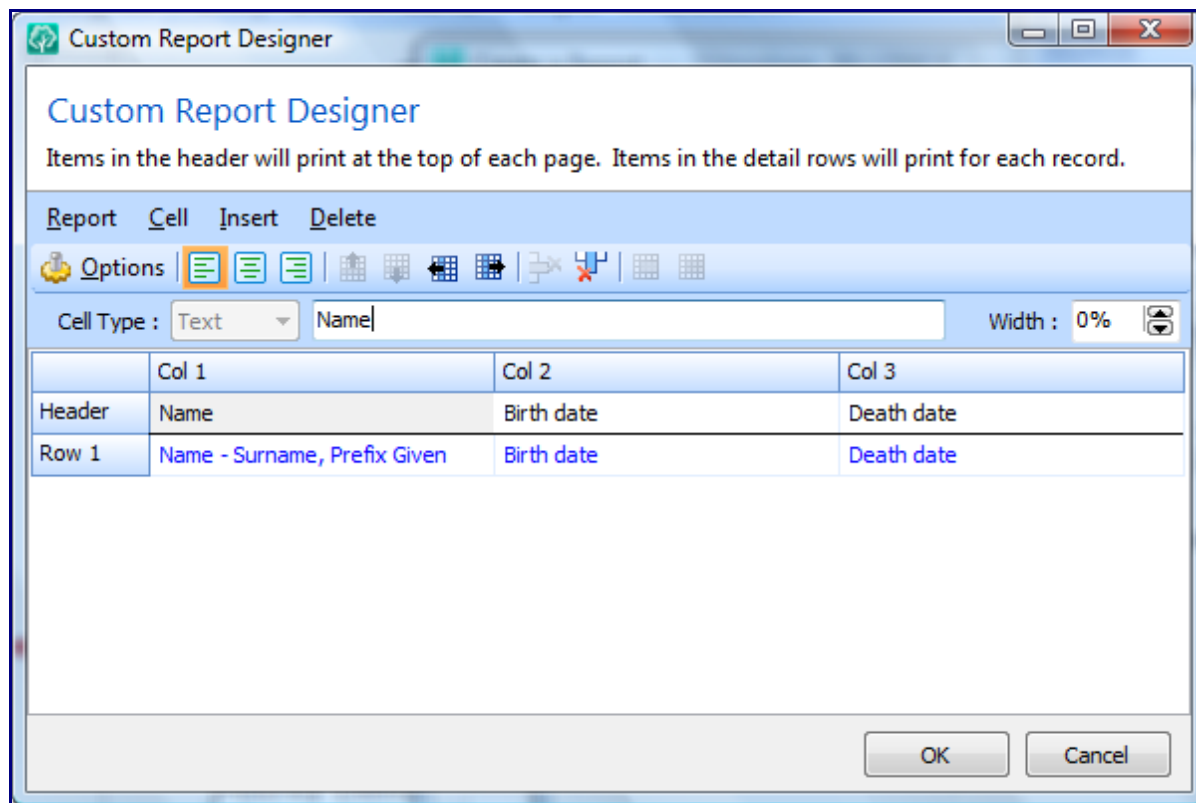 Custom Report Designer
Custom Report Designer
Items in the header will print at the top of each page. Items in the detail rows will print for each record.
Report Cell Insert Delete
Options
Cell Type : Text Name Width : 0%
Col 1 Col 2 Col 3
Header Name Birth date Death date
Row 1 Name - Surname, Prefix Given Birth date Death date
OK Cancel